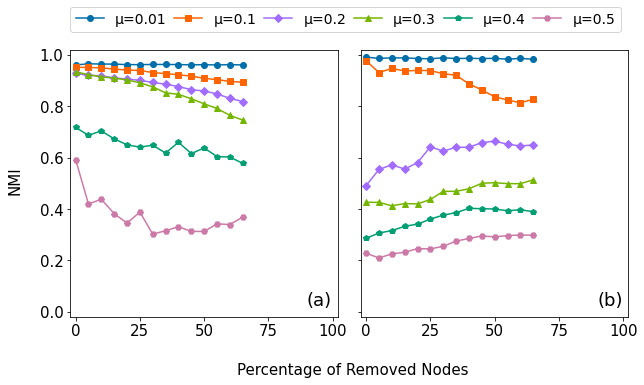 μ=0.01 μ=0.1 μ=0.2 μ=0.3 μ=0.4 μ=0.5
1.0
0.8
0.6
0.4
0.2
0.0
NMI
(a) (b)
0 25 50 75 100 0 25 50 75 100
Percentage of Removed Nodes